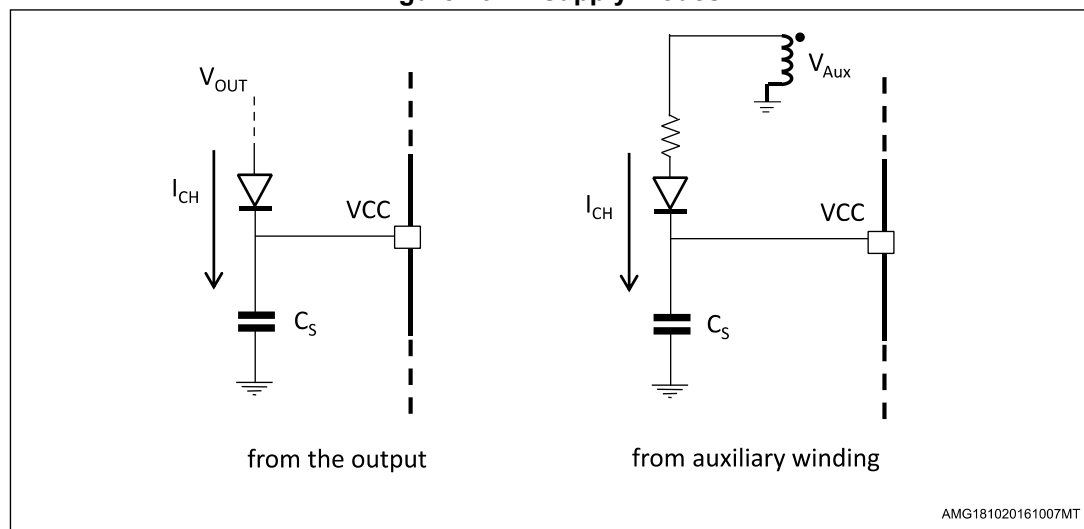 V_OUT
I_CH
VCC
C_S
from the output
V_Aux
I_CH
VCC
C_S
from auxiliary winding
AMG181020161007MT